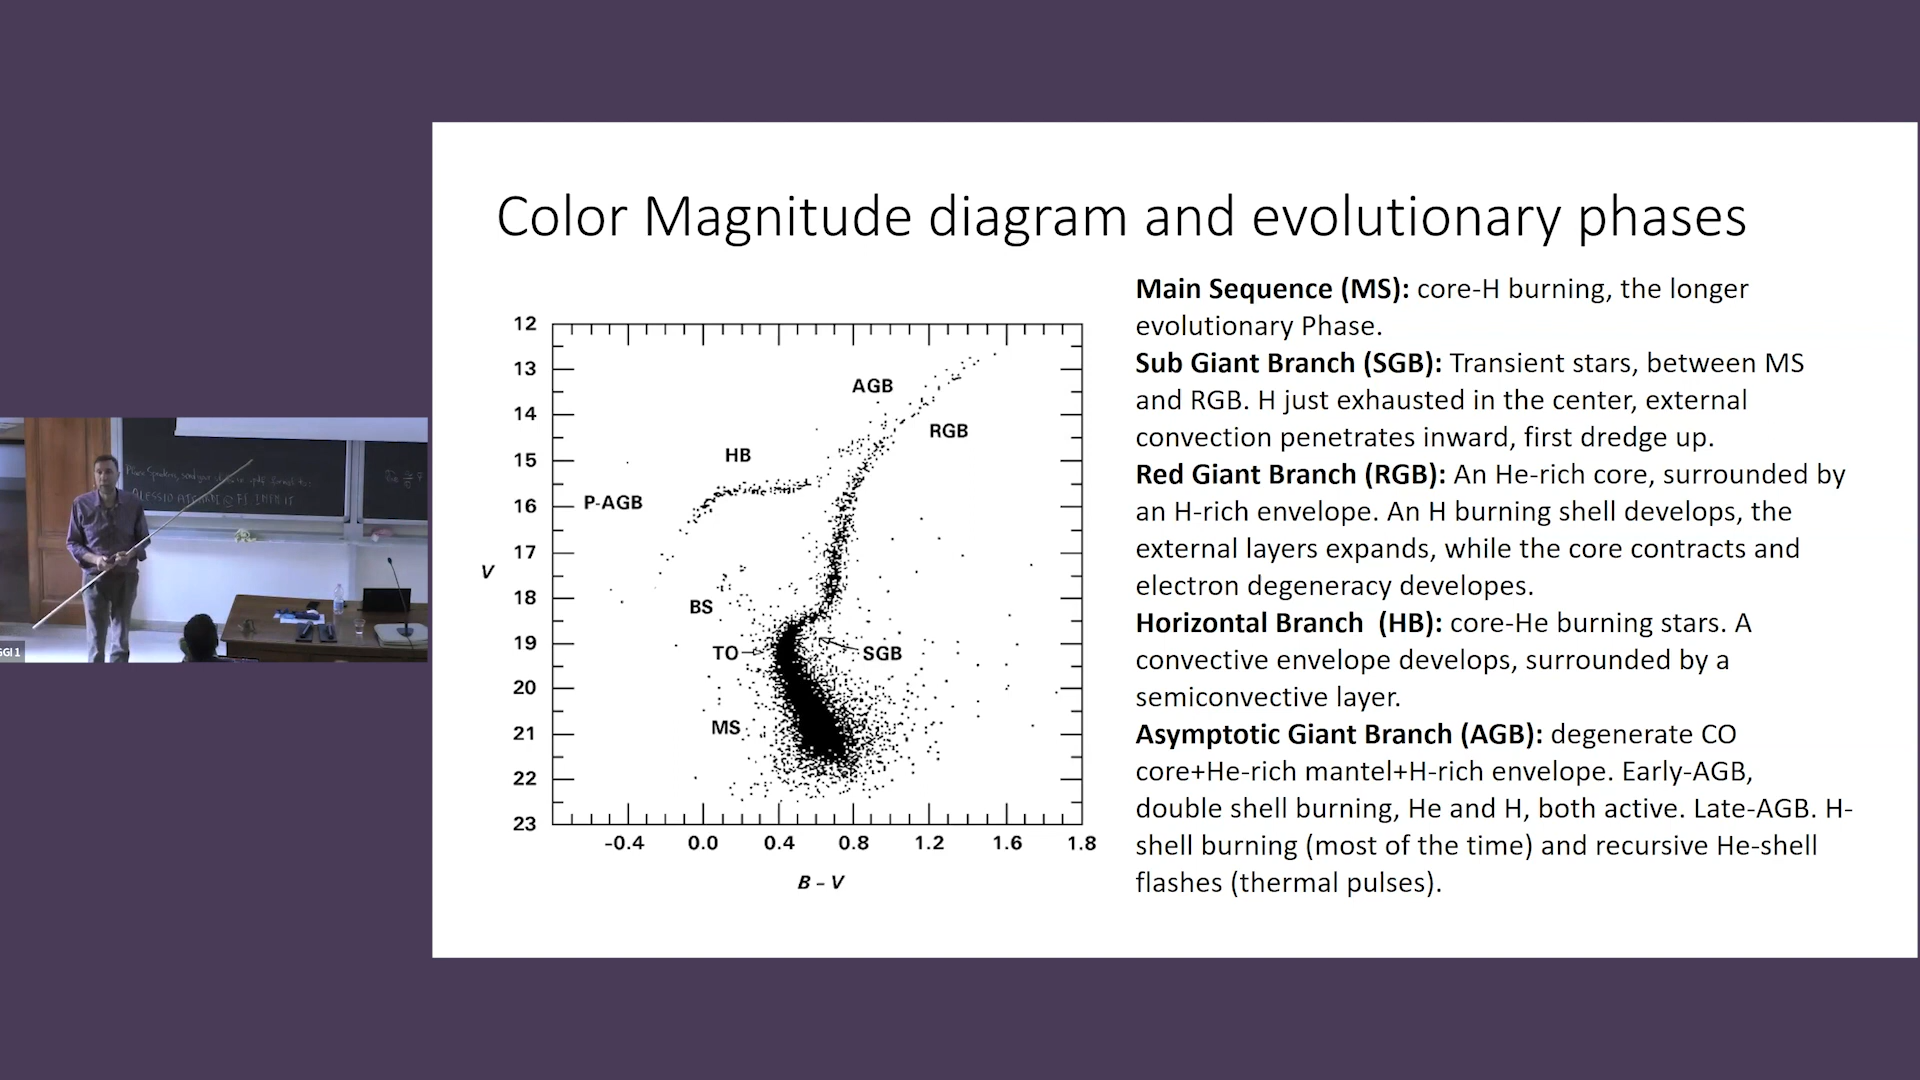 Color Magnitude diagram and evolutionary phases
12
13
14
15
16
17
18
19
20
21
22
23
V
AGB
RGB
HB
P-AGB
BS
TO
SGB
MS
-0.4
0.0
0.4
0.8
1.2
1.6
1.8
B - V
Main Sequence (MS): core-H burning, the longer
evolutionary Phase.
Sub Giant Branch (SGB): Transient stars, between MS
and RGB. H just exhausted in the center, external
convection penetrates inward, first dredge up.
Red Giant Branch (RGB): An He-rich core, surrounded by
an H-rich envelope. An H burning shell develops, the
external layers expands, while the core contracts and
electron degeneracy developes.
Horizontal Branch (HB): core-He burning stars. A
convective envelope develops, surrounded by a
semiconvective layer.
Asymptotic Giant Branch (AGB): degenerate CO
core+He-rich mantel+H-rich envelope. Early-AGB,
double shell burning, He and H, both active. Late-AGB. H-
shell burning (most of the time) and recursive He-shell
flashes (thermal pulses).
GGI 1